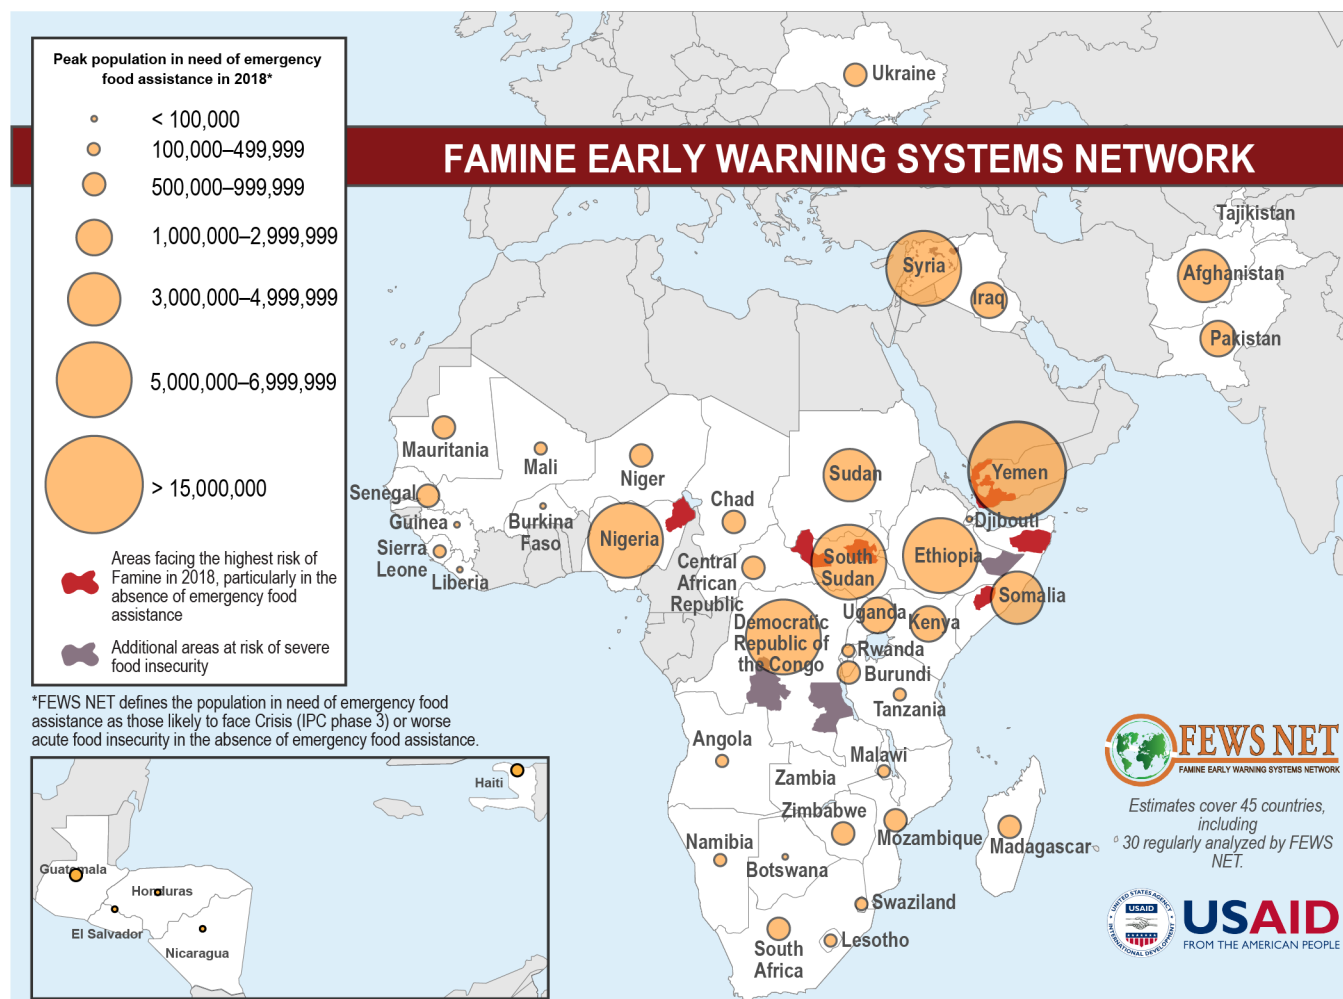 Peak population in need of emergency
food assistance in 2018*
< 100,000
100,000–499,999
500,000–999,999
1,000,000–2,999,999
3,000,000–4,999,999
5,000,000–6,999,999
> 15,000,000
Areas facing the highest risk of
Famine in 2018, particularly in the
absence of emergency food
assistance
Additional areas at risk of severe
food insecurity
*FEWS NET defines the population in need of emergency food
assistance as those likely to face Crisis (IPC phase 3) or worse
acute food insecurity in the absence of emergency food assistance.
FAMINE EARLY WARNING SYSTEMS NETWORK
Ukraine
Tajikistan
Syria
Afghanistan
Iraq
Pakistan
Mauritania
Mali
Niger
Sudan
Yemen
Senegal
Chad
Guinea
Burkina
Faso
Djibouti
Nigeria
Sierra
Leone
Liberia
Central
African
Republic
South
Sudan
Ethiopia
Somalia
Uganda
Kenya
Democratic
Republic of
the Congo
Rwanda
Burundi
Tanzania
Angola
Malawi
Zambia
Zimbabwe
Mozambique
Madagascar
Namibia
Botswana
Swaziland
South
Africa
Lesotho
Haiti
Guatemala
Honduras
El Salvador
Nicaragua
FEWS NET
FAMINE EARLY WARNING SYSTEMS NETWORK
Estimates cover 45 countries,
including
30 regularly analyzed by FEWS
NET.
UNITED STATES AGENCY
USAID
INTERNATIONAL DEVELOPMENT
USAID
FROM THE AMERICAN PEOPLE